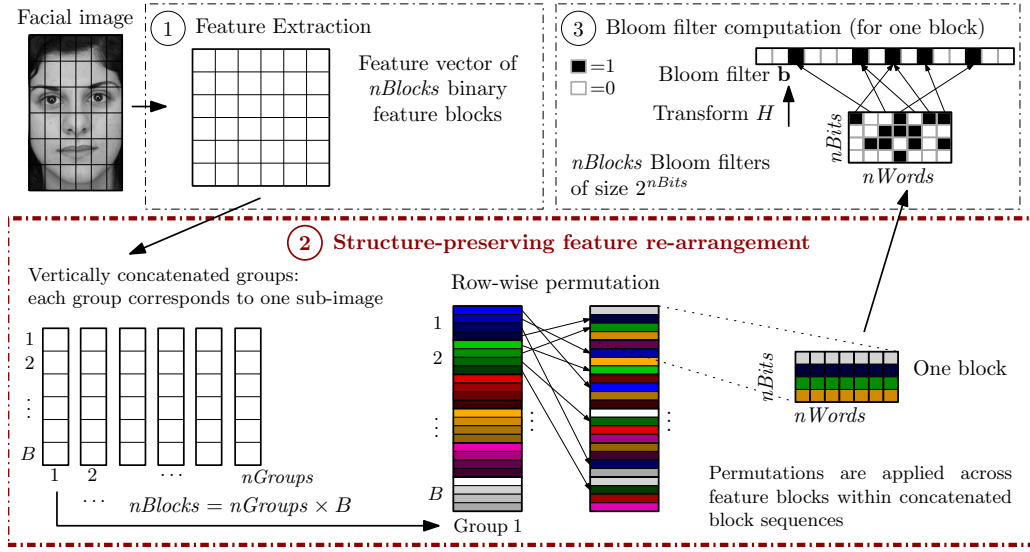 Facial image
1 Feature Extraction
Feature vector of
nBlocks binary
feature blocks
3 Bloom filter computation (for one block)
=1
=0
Bloom filter b
Transform H
nBits
nWords
nBlocks Bloom filters
of size 2^nBits
2 Structure-preserving feature re-arrangement
Vertically concatenated groups:
each group corresponds to one sub-image
1
2
⋮
B
1 2 ⋯ nGroups
⋯
nBlocks = nGroups × B
Row-wise permutation
1
2
⋮
B
⋮
⋮
Group 1
nBits
nWords
One block
Permutations are applied across
feature blocks within concatenated
block sequences